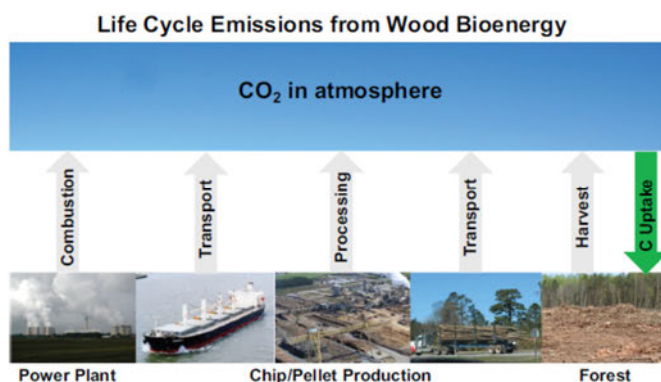 Life Cycle Emissions from Wood Bioenergy
CO₂ in atmosphere
Combustion
Transport
Processing
Transport
Harvest
C Uptake
Power Plant
Chip/Pellet Production
Forest